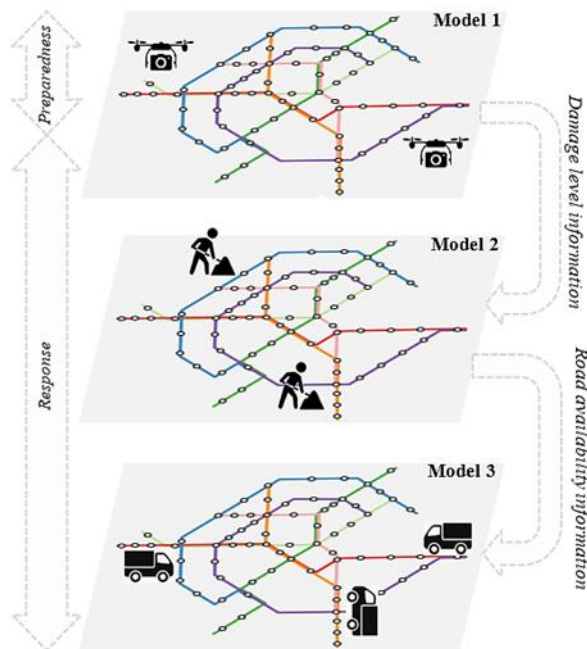 Model 1
Preparedness
Damage level information
Model 2
Response
Road availability information
Model 3